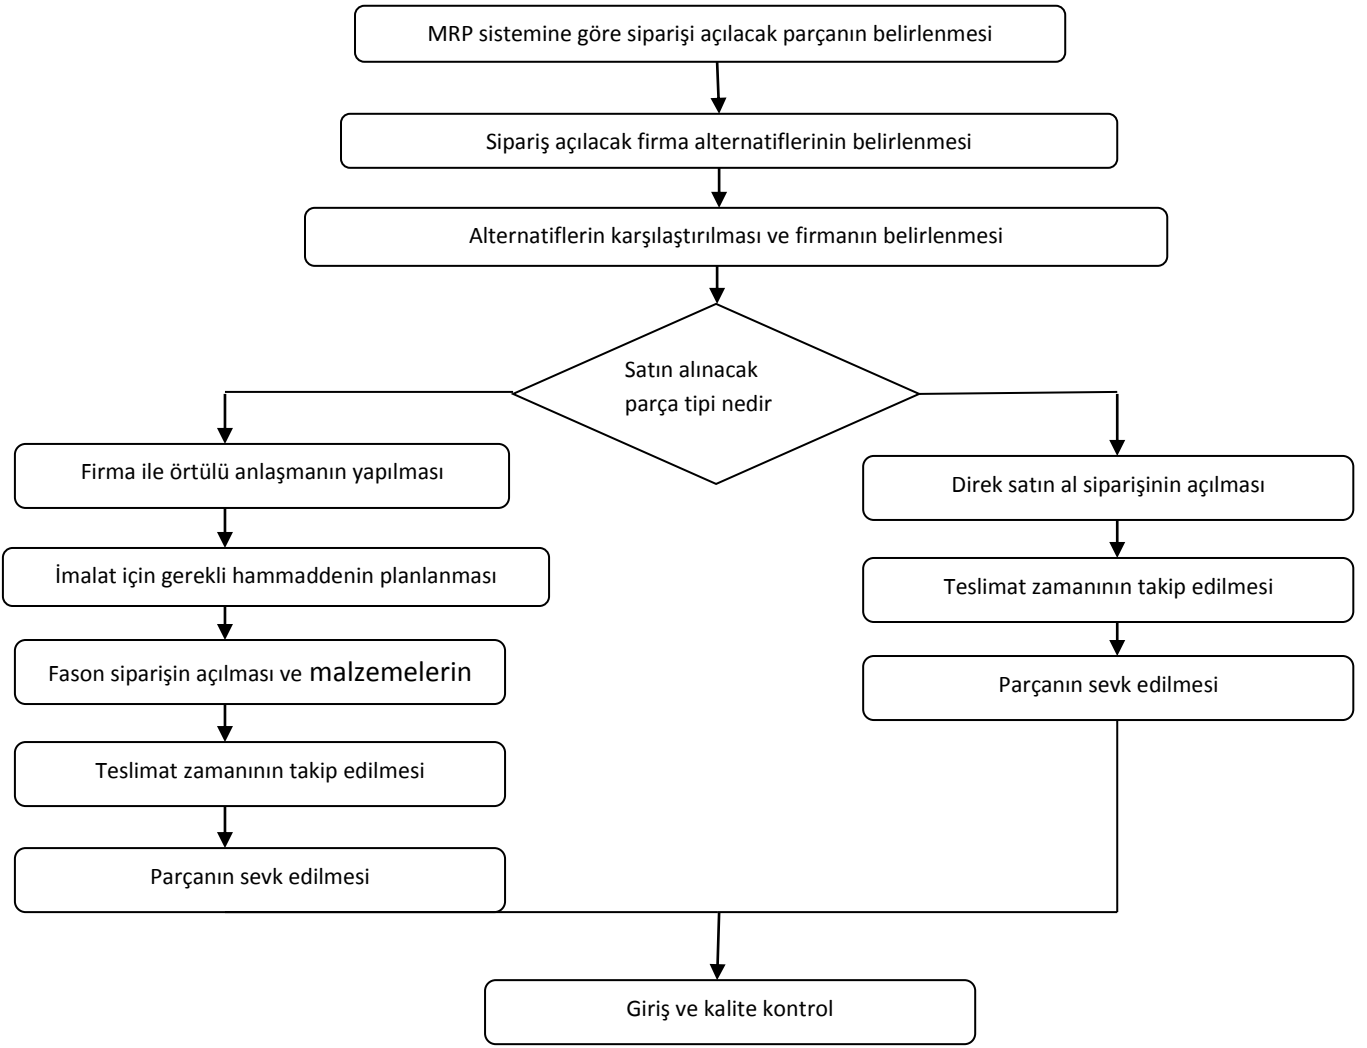 MRP sistemine göre siparişi açılacak parçanın belirlenmesi
Sipariş açılacak firma alternatiflerinin belirlenmesi
Alternatiflerin karşılaştırılması ve firmanın belirlenmesi
Satın alınacak
parça tipi nedir
Firma ile örtülü anlaşmanın yapılması
İmalat için gerekli hammaddenin planlanması
Fason siparişin açılması ve malzemelerin
Teslimat zamanının takip edilmesi
Parçanın sevk edilmesi
Direk satın al siparişinin açılması
Teslimat zamanının takip edilmesi
Parçanın sevk edilmesi
Giriş ve kalite kontrol